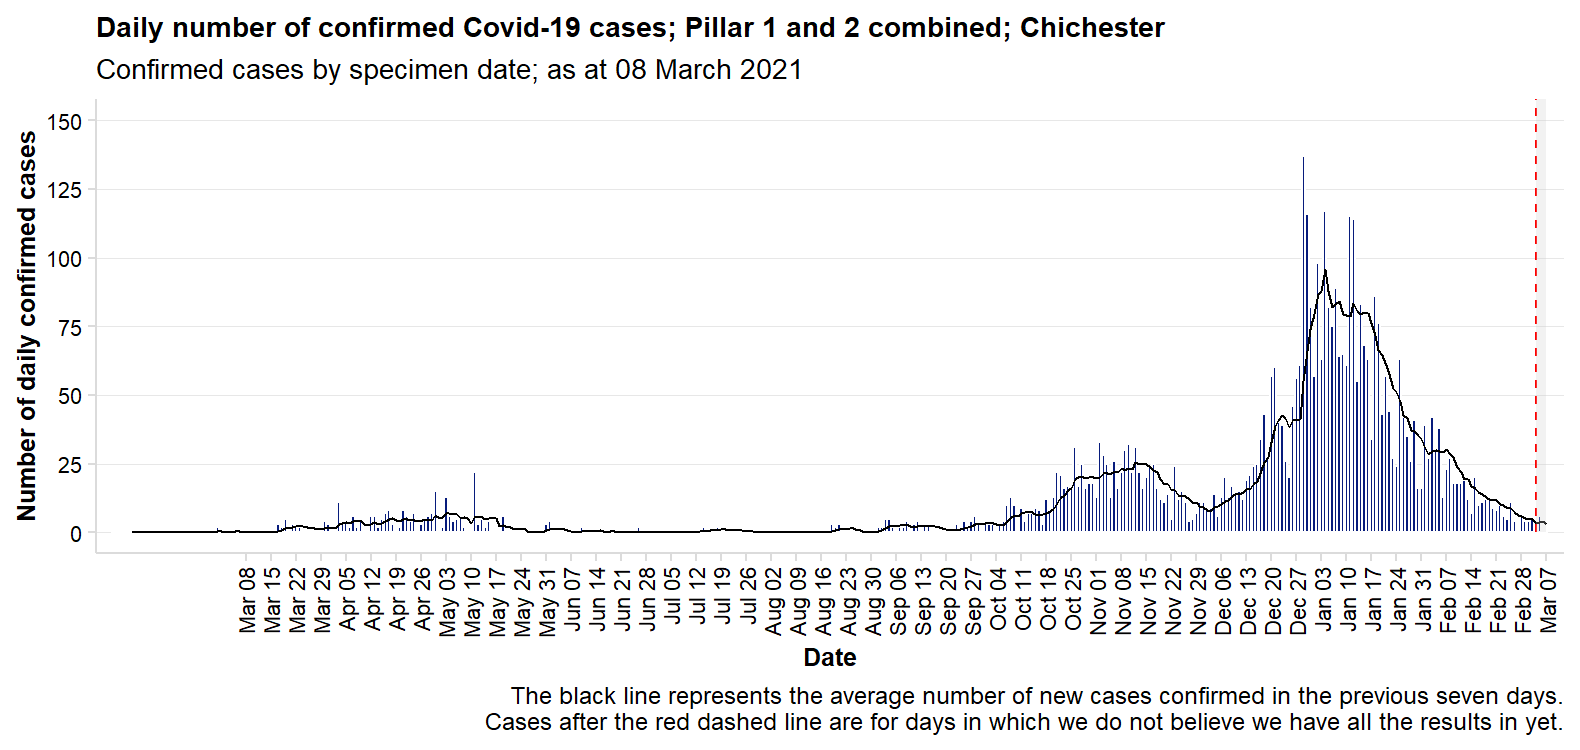 Daily number of confirmed Covid-19 cases; Pillar 1 and 2 combined; Chichester
Confirmed cases by specimen date; as at 08 March 2021
Number of daily confirmed cases
150
125
100
75
50
25
0
Mar 08
Mar 15
Mar 22
Mar 29
Apr 05
Apr 12
Apr 19
Apr 26
May 03
May 10
May 17
May 24
May 31
Jun 07
Jun 14
Jun 21
Jun 28
Jul 05
Jul 12
Jul 19
Jul 26
Aug 02
Aug 09
Aug 16
Aug 23
Aug 30
Sep 06
Sep 13
Sep 20
Sep 27
Oct 04
Oct 11
Oct 18
Oct 25
Nov 01
Nov 08
Nov 15
Nov 22
Nov 29
Dec 06
Dec 13
Dec 20
Dec 27
Jan 03
Jan 10
Jan 17
Jan 24
Jan 31
Feb 07
Feb 14
Feb 21
Feb 28
Mar 07
Date
The black line represents the average number of new cases confirmed in the previous seven days.
Cases after the red dashed line are for days in which we do not believe we have all the results in yet.